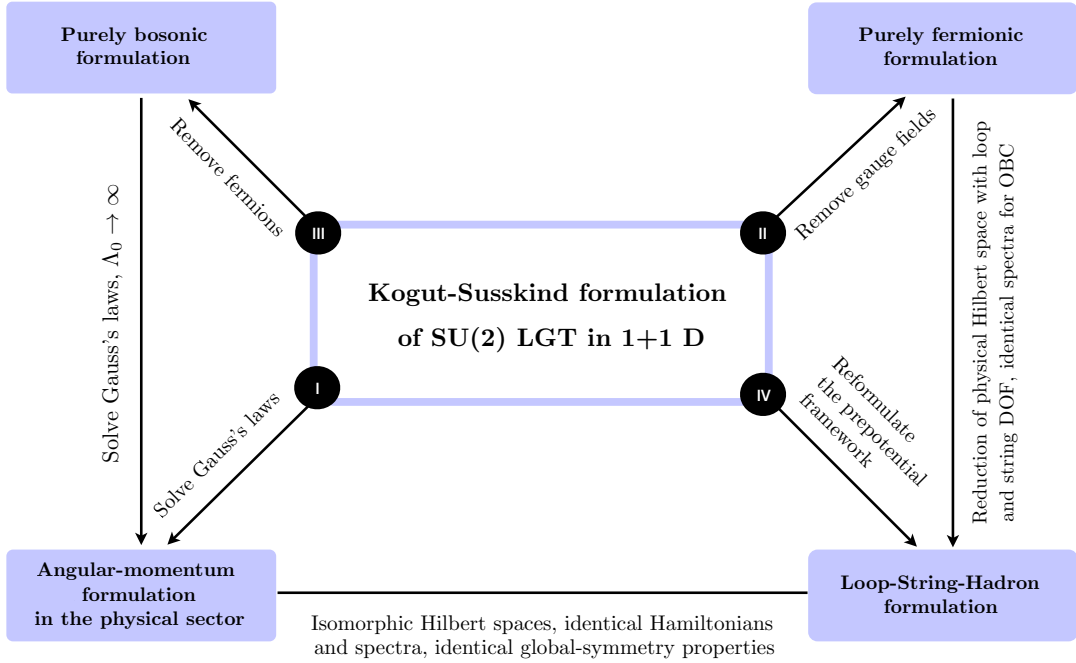 Purely bosonic
formulation
Purely fermionic
formulation
Remove fermions
Remove gauge fields
III
II
Solve Gauss's laws, Λ₀ → ∞
Kogut-Susskind formulation
of SU(2) LGT in 1+1 D
Reduction of physical Hilbert space with loop
and string DOF, identical spectra for OBC
I
IV
Solve Gauss's laws
Reformulate
the prepotential
framework
Angular-momentum
formulation
in the physical sector
Loop-String-Hadron
formulation
Isomorphic Hilbert spaces, identical Hamiltonians
and spectra, identical global-symmetry properties